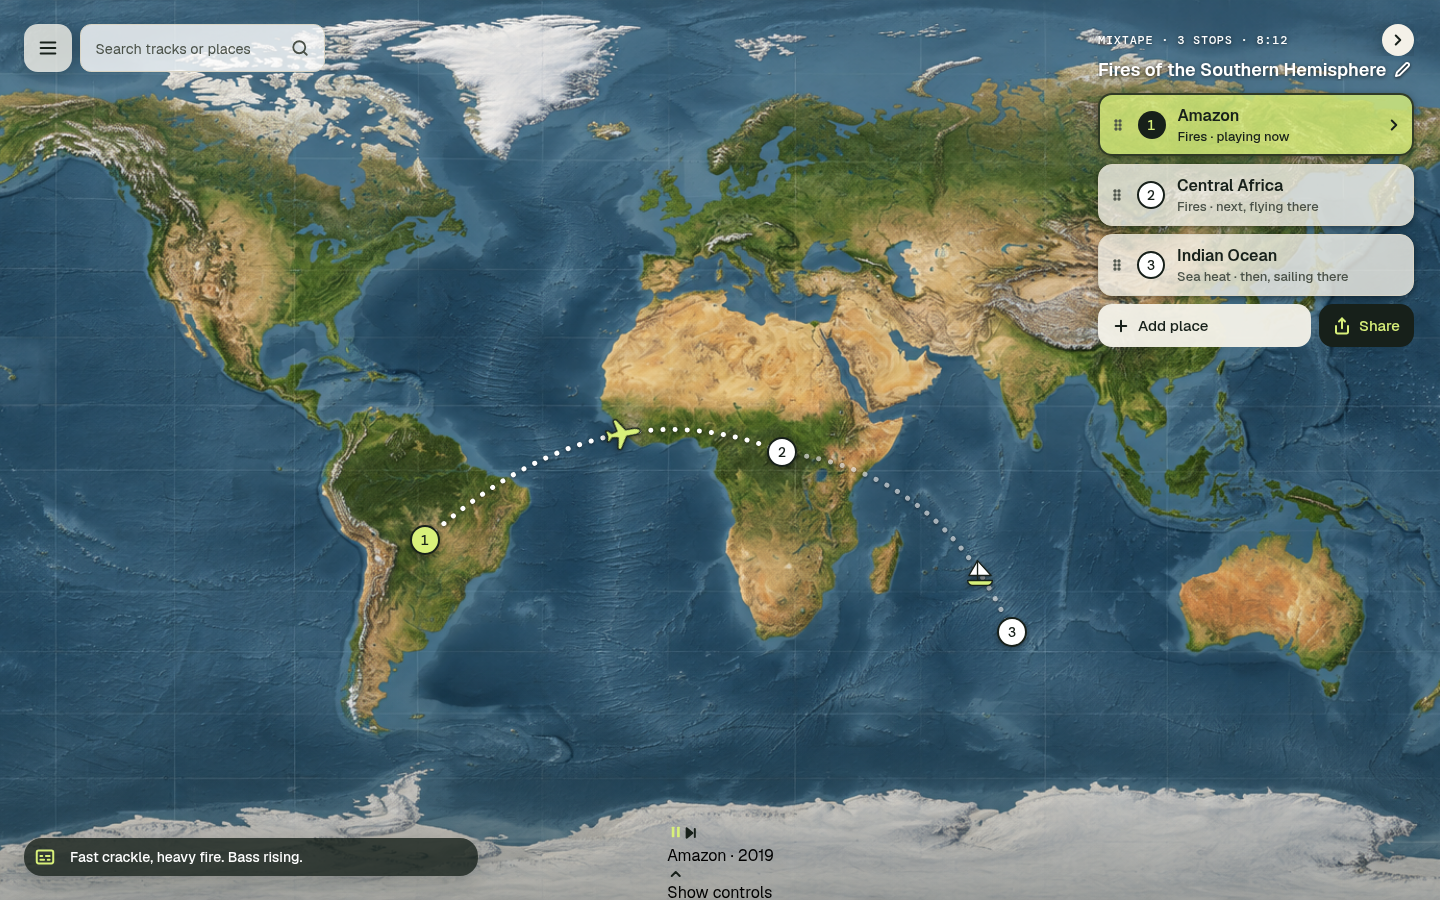 Search tracks or places
MIXTAPE · 3 STOPS · 8:12
Fires of the Southern Hemisphere
1
Amazon
Fires · playing now
2
Central Africa
Fires · next, flying there
3
Indian Ocean
Sea heat · then, sailing there
Add place
Share
2
1
3
Fast crackle, heavy fire. Bass rising.
Amazon · 2019
Show controls